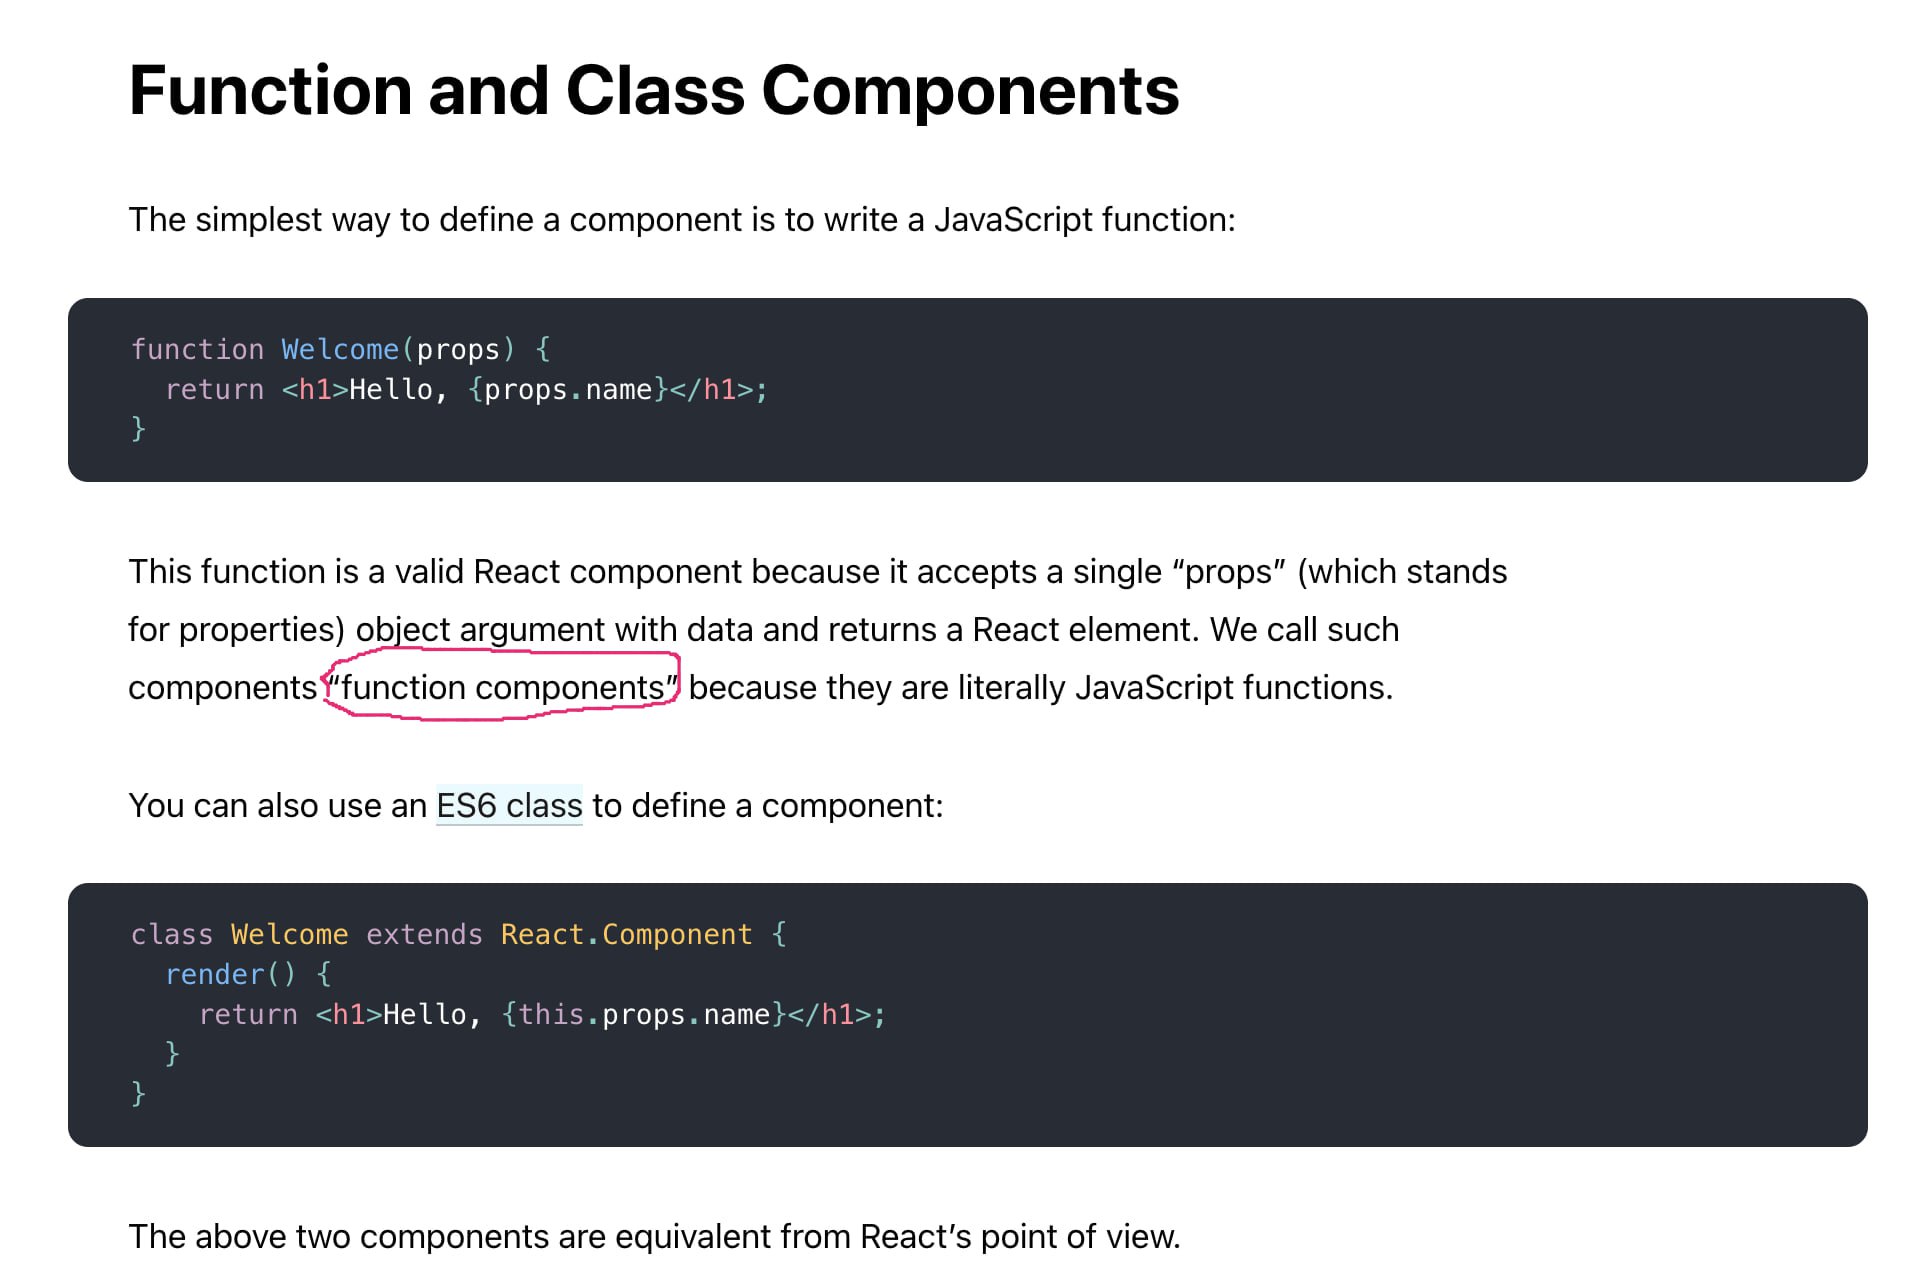 Function and Class Components
The simplest way to define a component is to write a JavaScript function:
function Welcome(props) {
  return <h1>Hello, {props.name}</h1>;
}
This function is a valid React component because it accepts a single “props” (which stands
for properties) object argument with data and returns a React element. We call such
components “function components” because they are literally JavaScript functions.
You can also use an ES6 class to define a component:
class Welcome extends React.Component {
  render() {
    return <h1>Hello, {this.props.name}</h1>;
  }
}
The above two components are equivalent from React’s point of view.